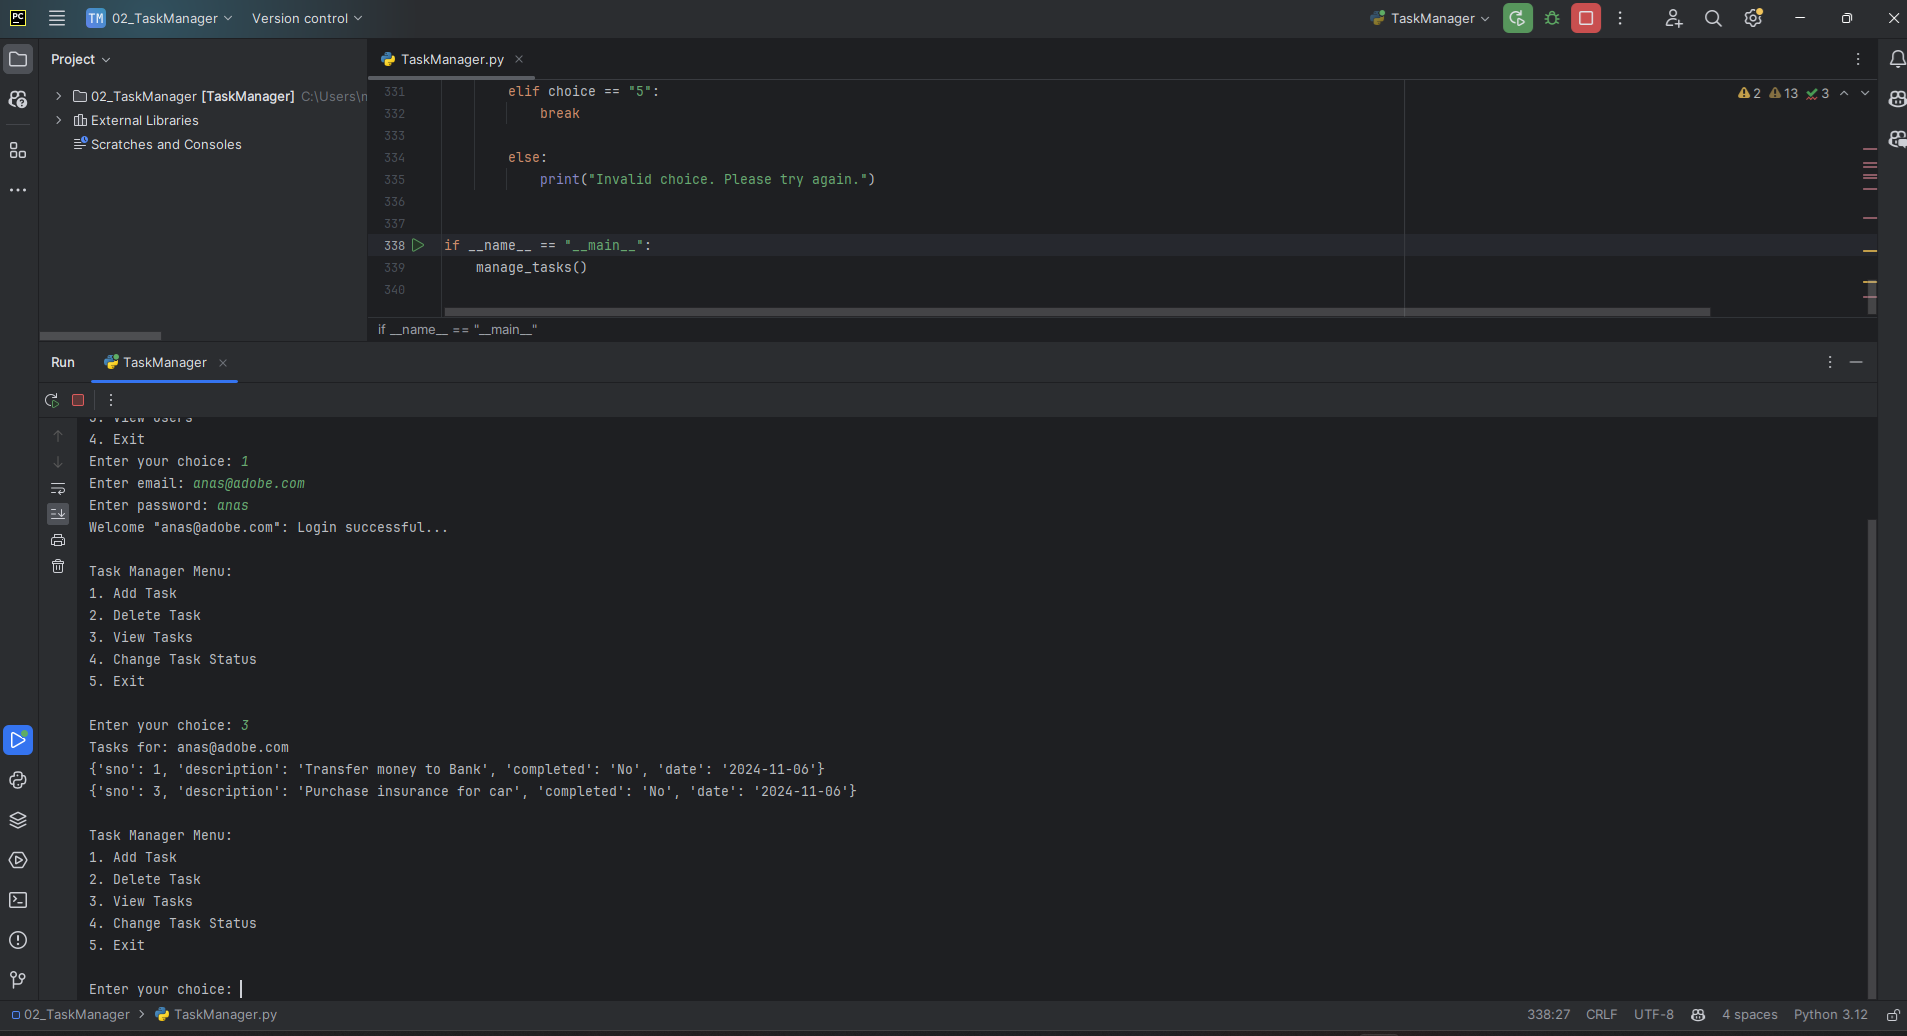 PC TM 02_TaskManager Version control TaskManager
Project
TaskManager.py
02_TaskManager [TaskManager] C:\Users\
External Libraries
Scratches and Consoles
2 13 3
331 elif choice == "5":
332 break
333
334 else:
335 print("Invalid choice. Please try again.")
336
337
338 if __name__ == "__main__":
339 manage_tasks()
340
if __name__ == "__main__"
Run TaskManager
3. View Users
4. Exit
Enter your choice: 1
Enter email: anas@adobe.com
Enter password: anas
Welcome "anas@adobe.com": Login successful...
Task Manager Menu:
1. Add Task
2. Delete Task
3. View Tasks
4. Change Task Status
5. Exit
Enter your choice: 3
Tasks for: anas@adobe.com
{'sno': 1, 'description': 'Transfer money to Bank', 'completed': 'No', 'date': '2024-11-06'}
{'sno': 3, 'description': 'Purchase insurance for car', 'completed': 'No', 'date': '2024-11-06'}
Task Manager Menu:
1. Add Task
2. Delete Task
3. View Tasks
4. Change Task Status
5. Exit
Enter your choice:
02_TaskManager TaskManager.py 338:27 CRLF UTF-8 4 spaces Python 3.12